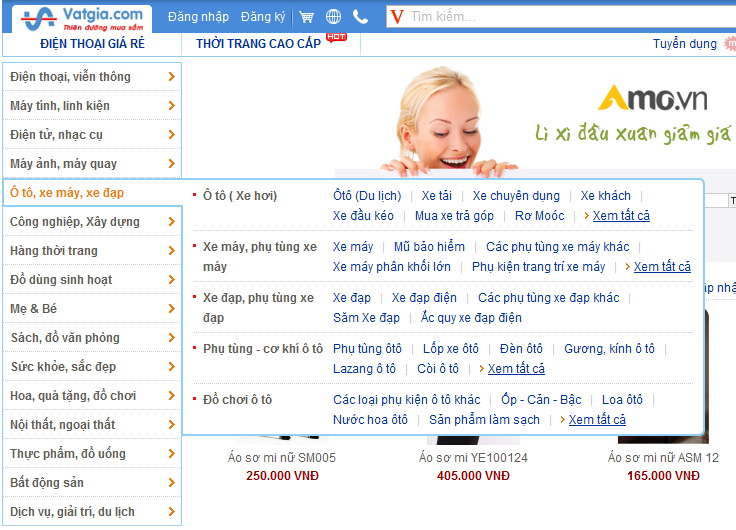 Vatgia.com
Thiên đường mua sắm
Đăng nhập Đăng ký V Tìm kiếm...
ĐIỆN THOẠI GIÁ RẺ THỜI TRANG CAO CẤP HOT Tuyển dụng
Amo.vn
Lì xì đầu xuân giảm giá
Điện thoại, viễn thông
Máy tính, linh kiện
Điện tử, nhạc cụ
Máy ảnh, máy quay
Ô tô, xe máy, xe đạp
Công nghiệp, Xây dựng
Hàng thời trang
Đồ dùng sinh hoạt
Mẹ & Bé
Sách, đồ văn phòng
Sức khỏe, sắc đẹp
Hoa, quà tặng, đồ chơi
Nội thất, ngoại thất
Thực phẩm, đồ uống
Bất động sản
Dịch vụ, giải trí, du lịch
Ô tô ( Xe hơi)
Ôtô (Du lịch) | Xe tải | Xe chuyên dụng | Xe khách |
Xe đầu kéo | Mua xe trả góp | Rơ Moóc | Xem tất cả
Xe máy, phụ tùng xe
máy
Xe máy | Mũ bảo hiểm | Các phụ tùng xe máy khác |
Xe máy phân khối lớn | Phụ kiện trang trí xe máy | Xem tất cả
Xe đạp, phụ tùng xe
đạp
Xe đạp | Xe đạp điện | Các phụ tùng xe đạp khác |
Săm Xe đạp | Ắc quy xe đạp điện
Phụ tùng - cơ khí ô tô
Phụ tùng ôtô | Lốp xe ôtô | Đèn ôtô | Gương, kính ô tô |
Lazang ô tô | Còi ô tô | Xem tất cả
Đồ chơi ô tô
Các loại phụ kiện ô tô khác | Ốp - Cản - Bậc | Loa ôtô |
Nước hoa ôtô | Sản phẩm làm sạch | Xem tất cả
Áo sơ mi nữ SM005
250.000 VNĐ
Áo sơ mi YE100124
405.000 VNĐ
Áo sơ mi nữ ASM 12
165.000 VNĐ